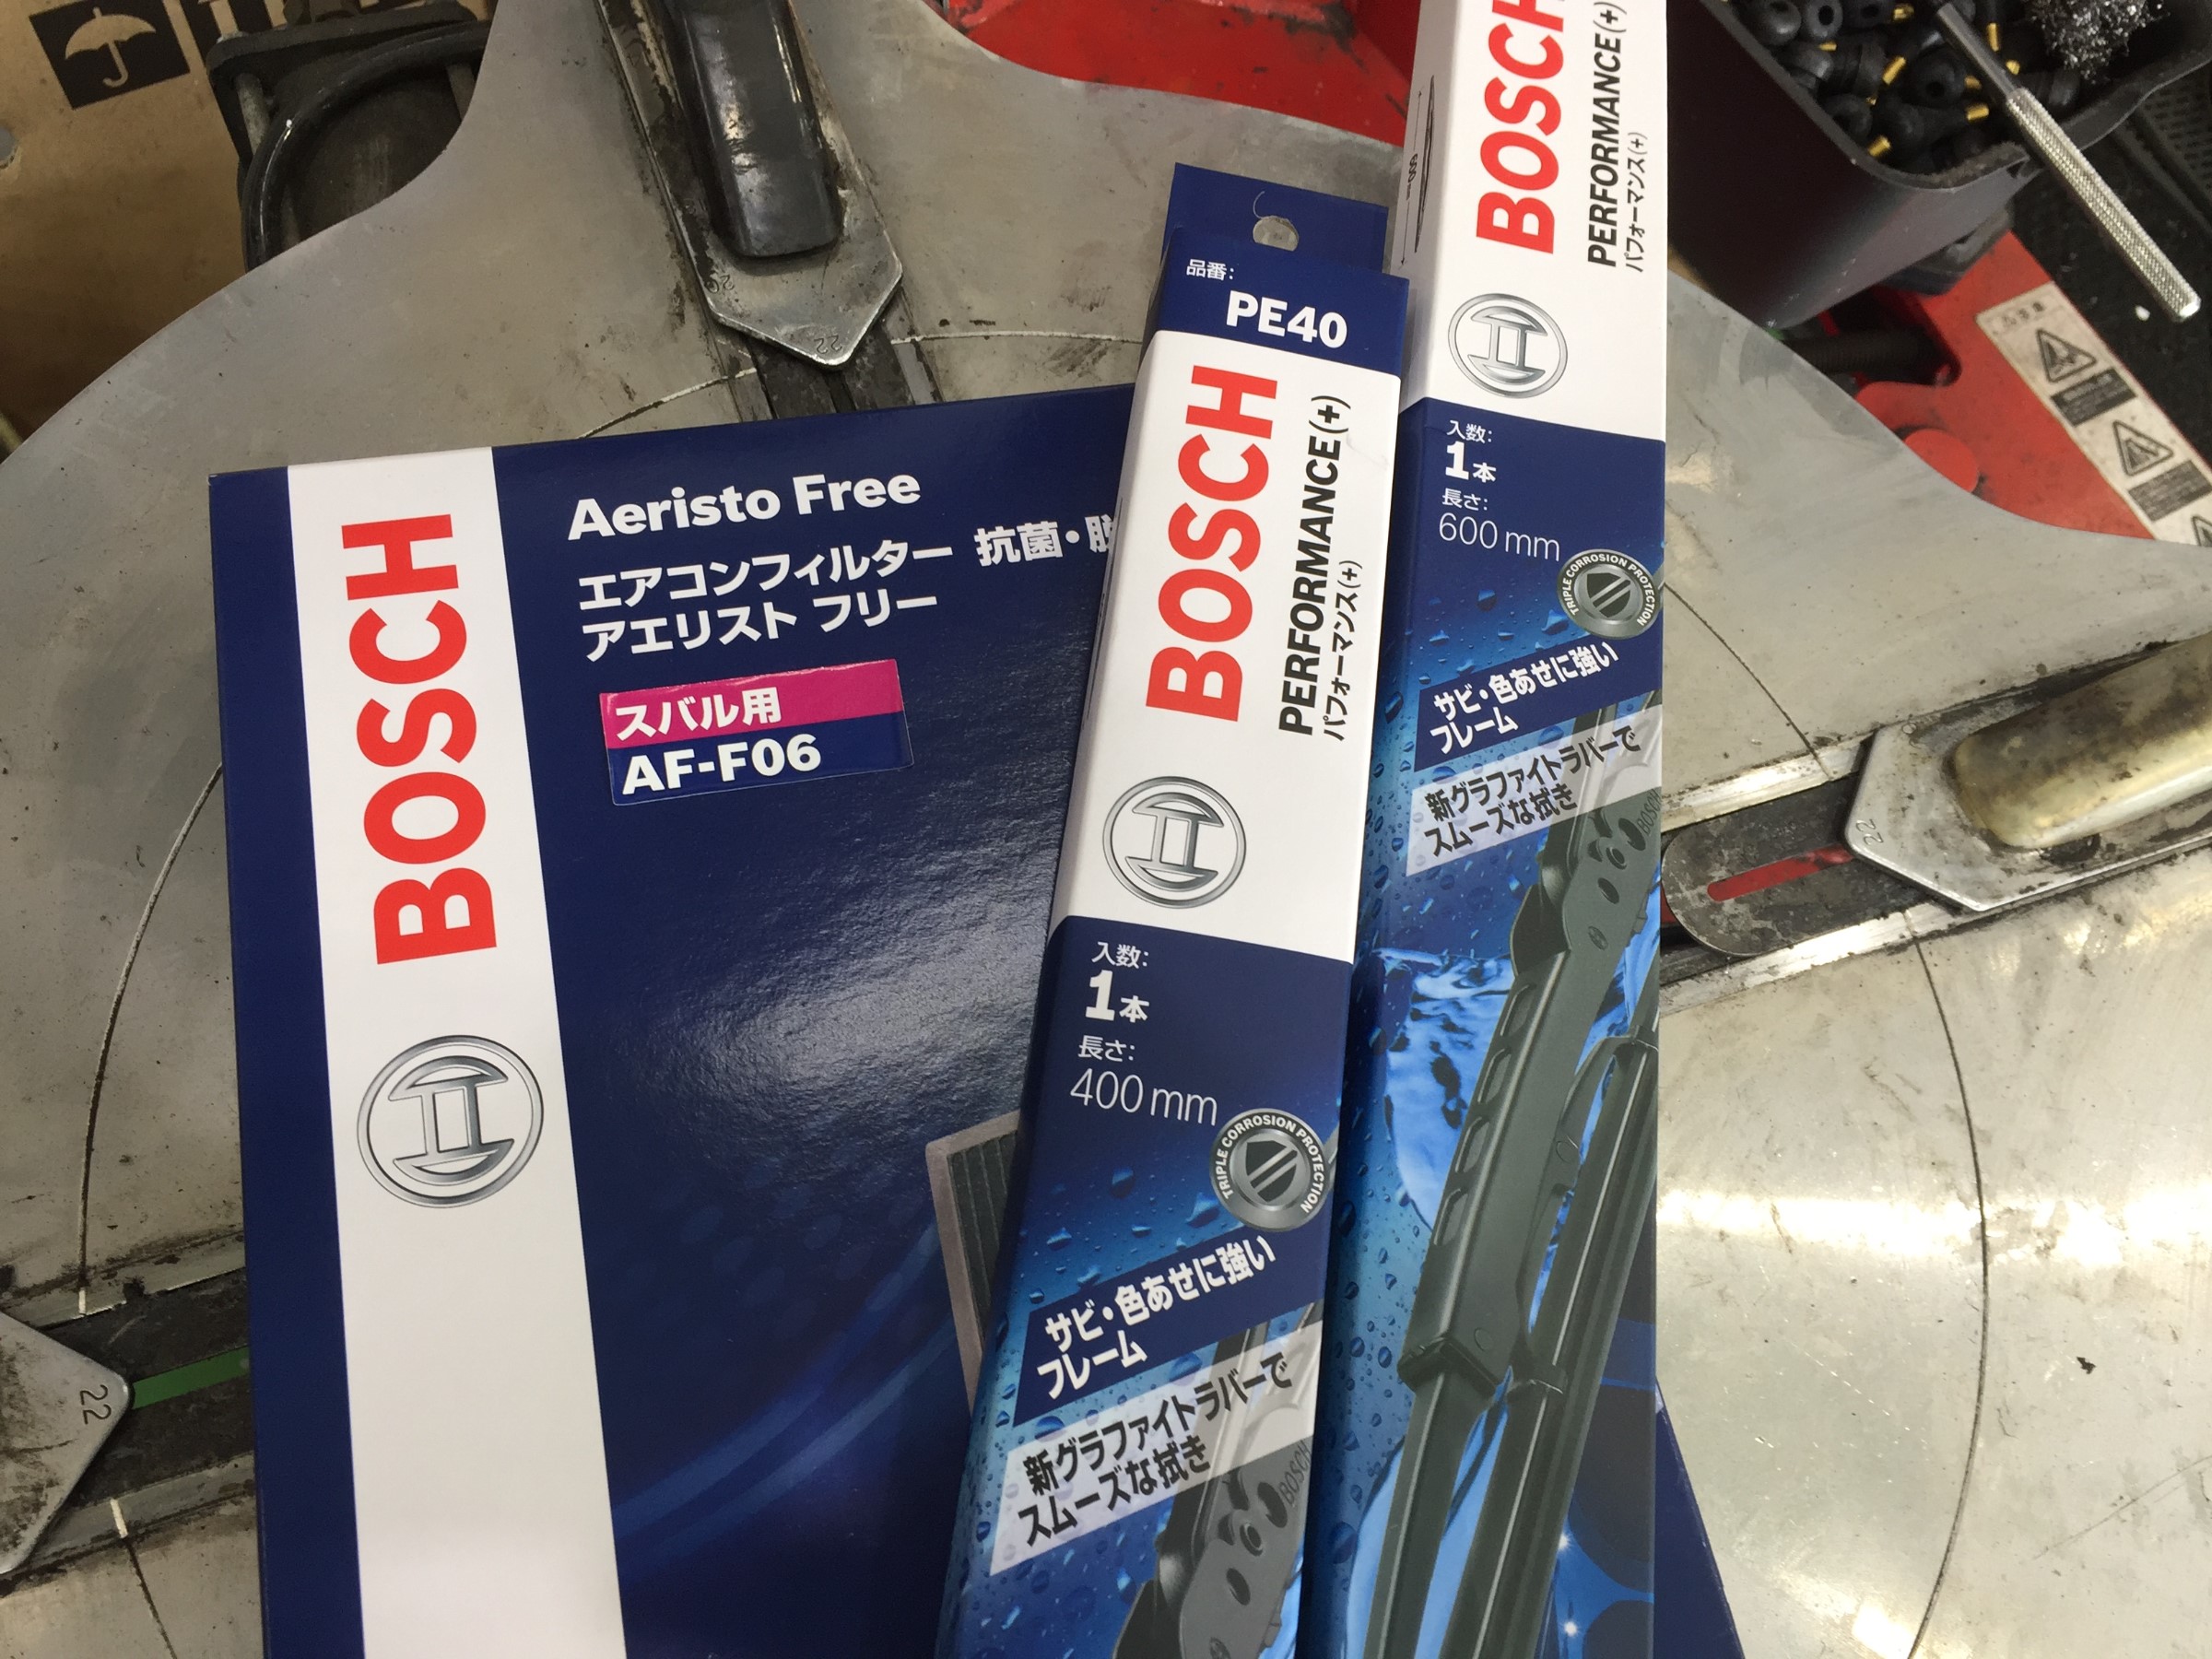 BOSCH
Aeristo Free
エアコンフィルター 抗菌・脱
アエリスト フリー
スバル用
AF-F06
品番:
PE40
BOSCH
PERFORMANCE(+)
パフォーマンス(+)
入数:
1本
長さ:
400mm
TRIPLE CORROSION PROTECTION
サビ・色あせに強い
フレーム
新グラファイトラバーで
スムーズな拭き
BOSCH
BOSCH
PERFORMANCE(+)
パフォーマンス(+)
入数:
1本
長さ:
600mm
TRIPLE CORROSION PROTECTION
サビ・色あせに強い
フレーム
新グラファイトラバーで
スムーズな拭き
BOSCH
22
22
22